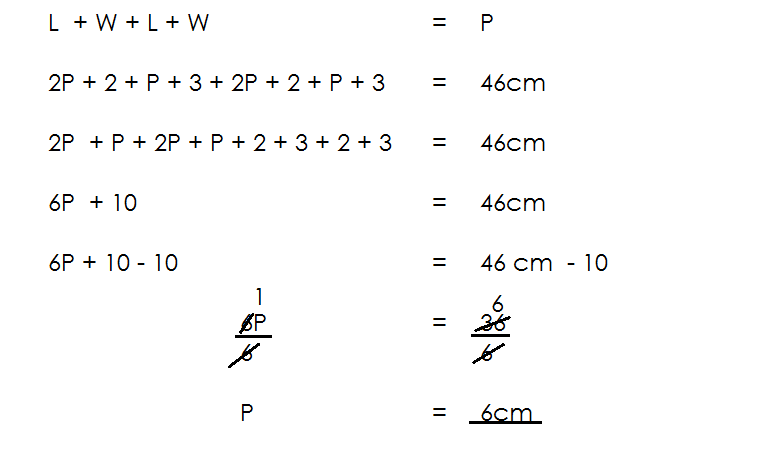 L + W + L + W = P
2P + 2 + P + 3 + 2P + 2 + P + 3 = 46cm
2P + P + 2P + P + 2 + 3 + 2 + 3 = 46cm
6P + 10 = 46cm
6P + 10 - 10 = 46 cm - 10
1 6
6P = 36
6 6
P = 6cm